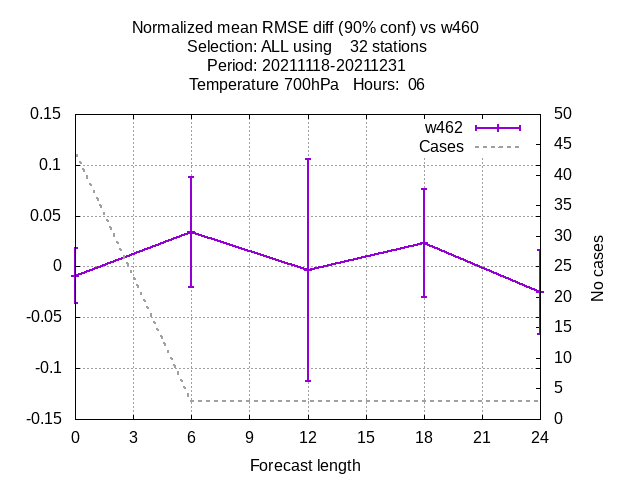 Normalized mean RMSE diff (90% conf) vs w460
Selection: ALL using    32 stations
Period: 20211118-20211231
Temperature 700hPa   Hours:  06
w462
Cases
0.15
0.1
0.05
0
-0.05
-0.1
-0.15
50
45
40
35
30
25
20
15
10
5
0
No cases
0 3 6 9 12 15 18 21 24
Forecast length